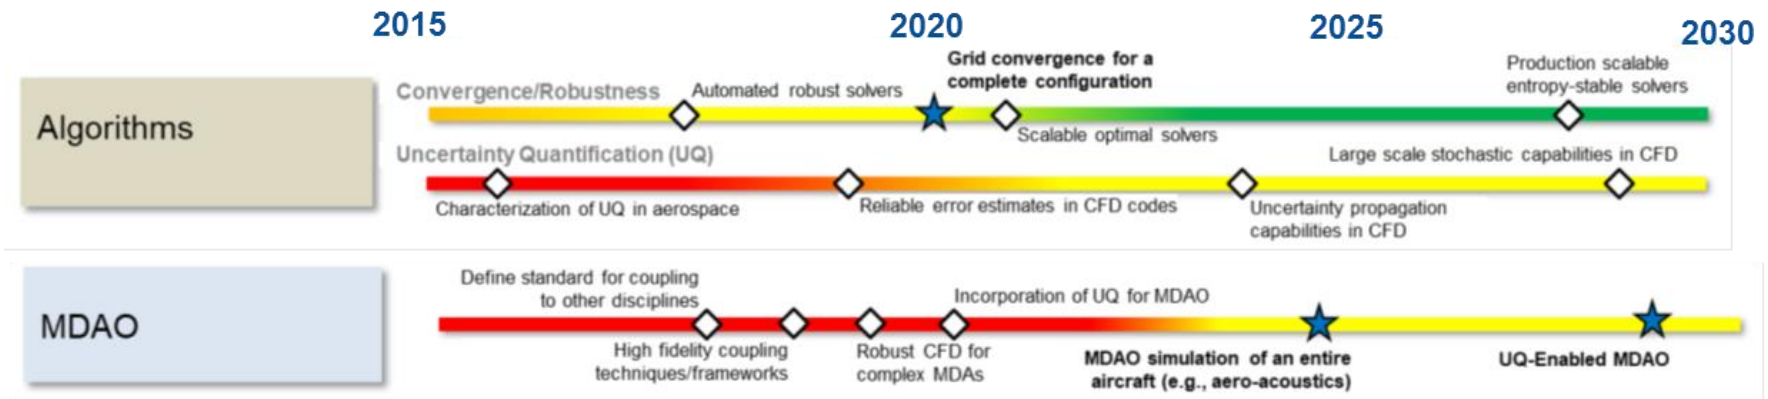 2015
2020
2025
2030
Algorithms
Convergence/Robustness
Automated robust solvers
Grid convergence for a
complete configuration
Scalable optimal solvers
Production scalable
entropy-stable solvers
Uncertainty Quantification (UQ)
Large scale stochastic capabilities in CFD
Characterization of UQ in aerospace
Reliable error estimates in CFD codes
Uncertainty propagation
capabilities in CFD
MDAO
Define standard for coupling
to other disciplines
Incorporation of UQ for MDAO
High fidelity coupling
techniques/frameworks
Robust CFD for
complex MDAs
MDAO simulation of an entire
aircraft (e.g., aero-acoustics)
UQ-Enabled MDAO